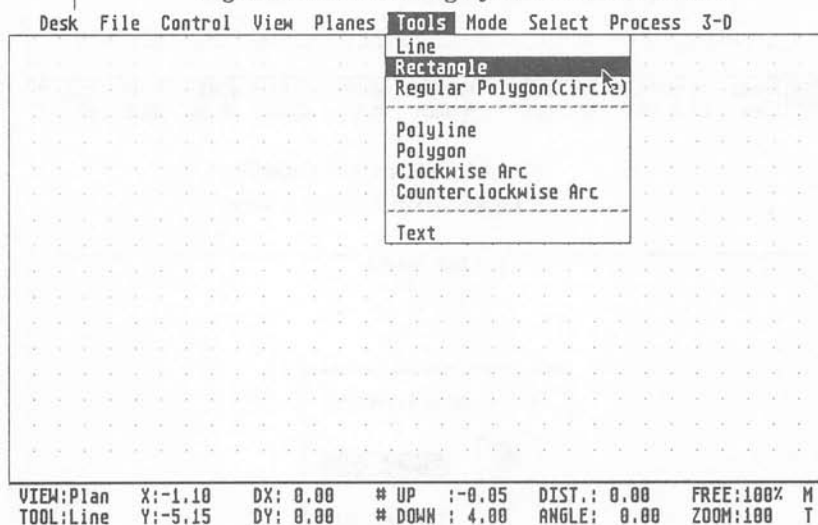 Desk File Control View Planes Tools Mode Select Process 3-D
Line
Rectangle
Regular Polygon(circle)
Polyline
Polygon
Clockwise Arc
Counterclockwise Arc
Text
VIEW:Plan X:-1.10 DX: 0.00 # UP :-0.05 DIST.: 0.00 FREE:100% M
TOOL:Line Y:-5.15 DY: 0.00 # DOWN : 4.00 ANGLE: 0.00 ZOOM:100 T